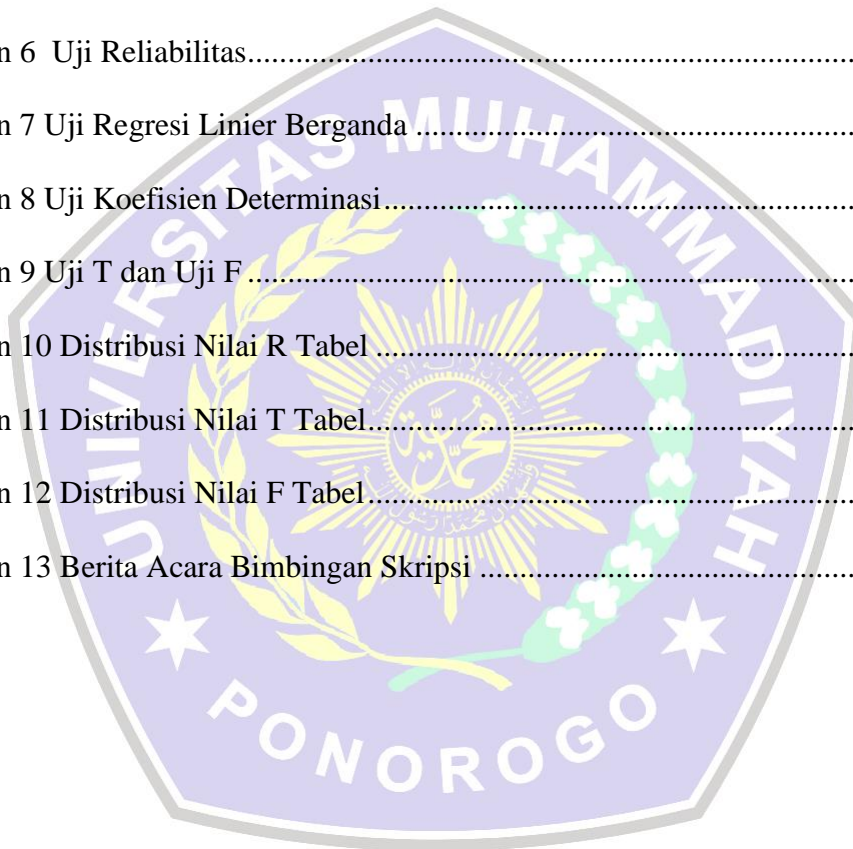 n 6  Uji Reliabilitas..........................................................................
n 7 Uji Regresi Linier Berganda .....................................................
n 8 Uji Koefisien Determinasi.........................................................
n 9 Uji T dan Uji F ..........................................................................
n 10 Distribusi Nilai R Tabel ..........................................................
n 11 Distribusi Nilai T Tabel...........................................................
n 12 Distribusi Nilai F Tabel...........................................................
n 13 Berita Acara Bimbingan Skripsi .............................................
UNIVERSITAS MUHAMMADIYAH
PONOROGO